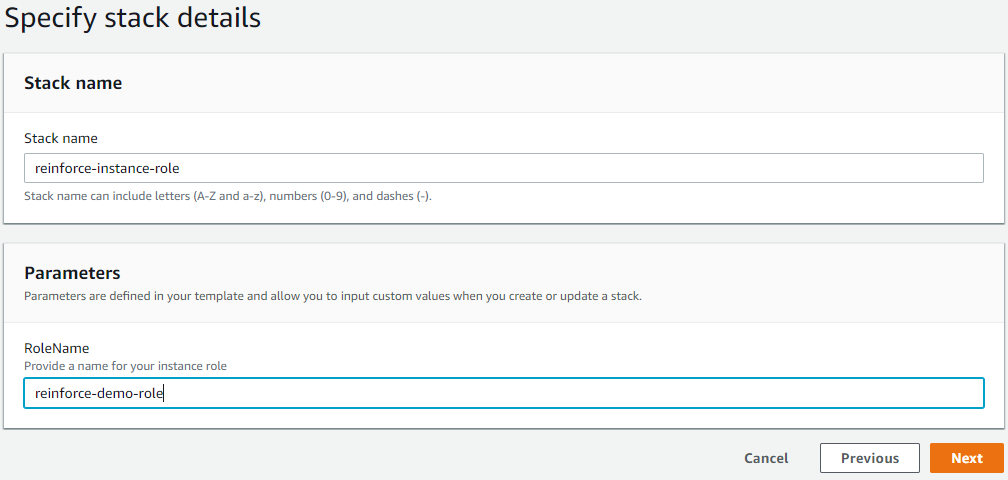 Specify stack details
Stack name
Stack name
reinforce-instance-role
Stack name can include letters (A-Z and a-z), numbers (0-9), and dashes (-).
Parameters
Parameters are defined in your template and allow you to input custom values when you create or update a stack.
RoleName
Provide a name for your instance role
reinforce-demo-role
Cancel Previous Next